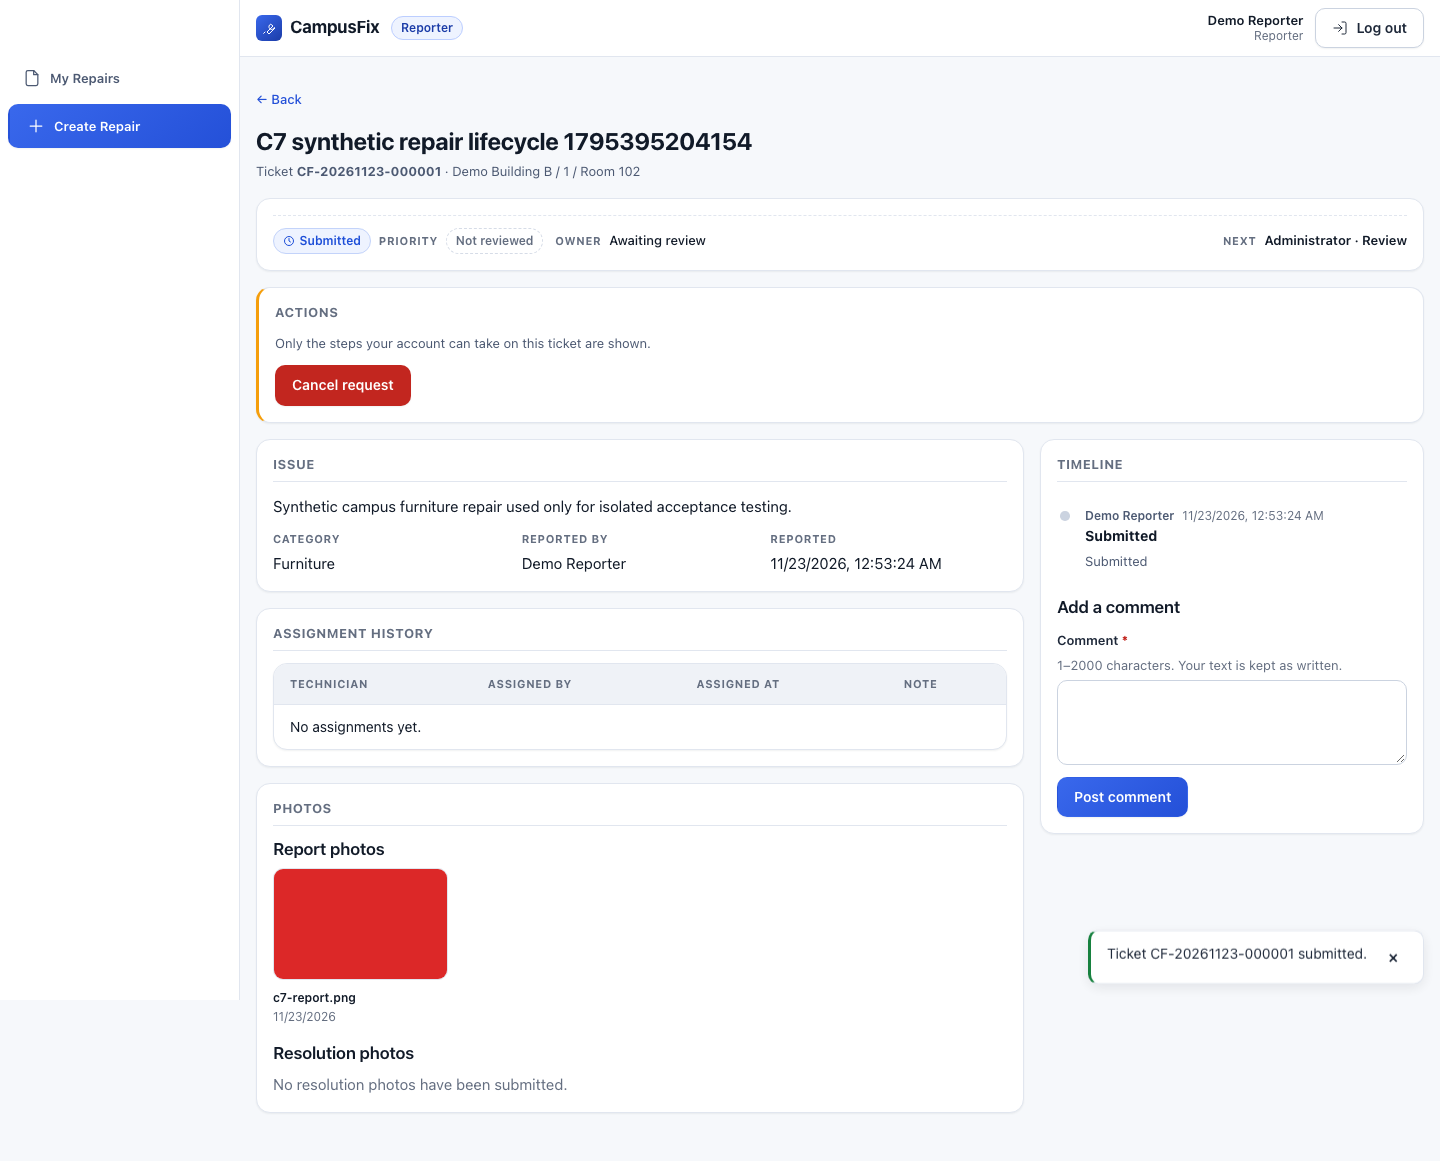 CampusFix
Reporter
Demo Reporter
Reporter
Log out
My Repairs
Create Repair
← Back
C7 synthetic repair lifecycle 1795395204154
Ticket CF-20261123-000001 · Demo Building B / 1 / Room 102
Submitted PRIORITY Not reviewed OWNER Awaiting review NEXT Administrator · Review
ACTIONS
Only the steps your account can take on this ticket are shown.
Cancel request
ISSUE
Synthetic campus furniture repair used only for isolated acceptance testing.
CATEGORY REPORTED BY REPORTED
Furniture Demo Reporter 11/23/2026, 12:53:24 AM
ASSIGNMENT HISTORY
TECHNICIAN ASSIGNED BY ASSIGNED AT NOTE
No assignments yet.
PHOTOS
Report photos
c7-report.png
11/23/2026
Resolution photos
No resolution photos have been submitted.
TIMELINE
Demo Reporter 11/23/2026, 12:53:24 AM
Submitted
Submitted
Add a comment
Comment *
1–2000 characters. Your text is kept as written.
Post comment
Ticket CF-20261123-000001 submitted. ×